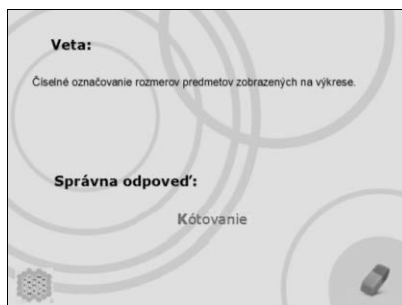 Veta:
Číselné označovanie rozmerov predmetov zobrazených na výkrese.
Správna odpoveď:
Kótovanie